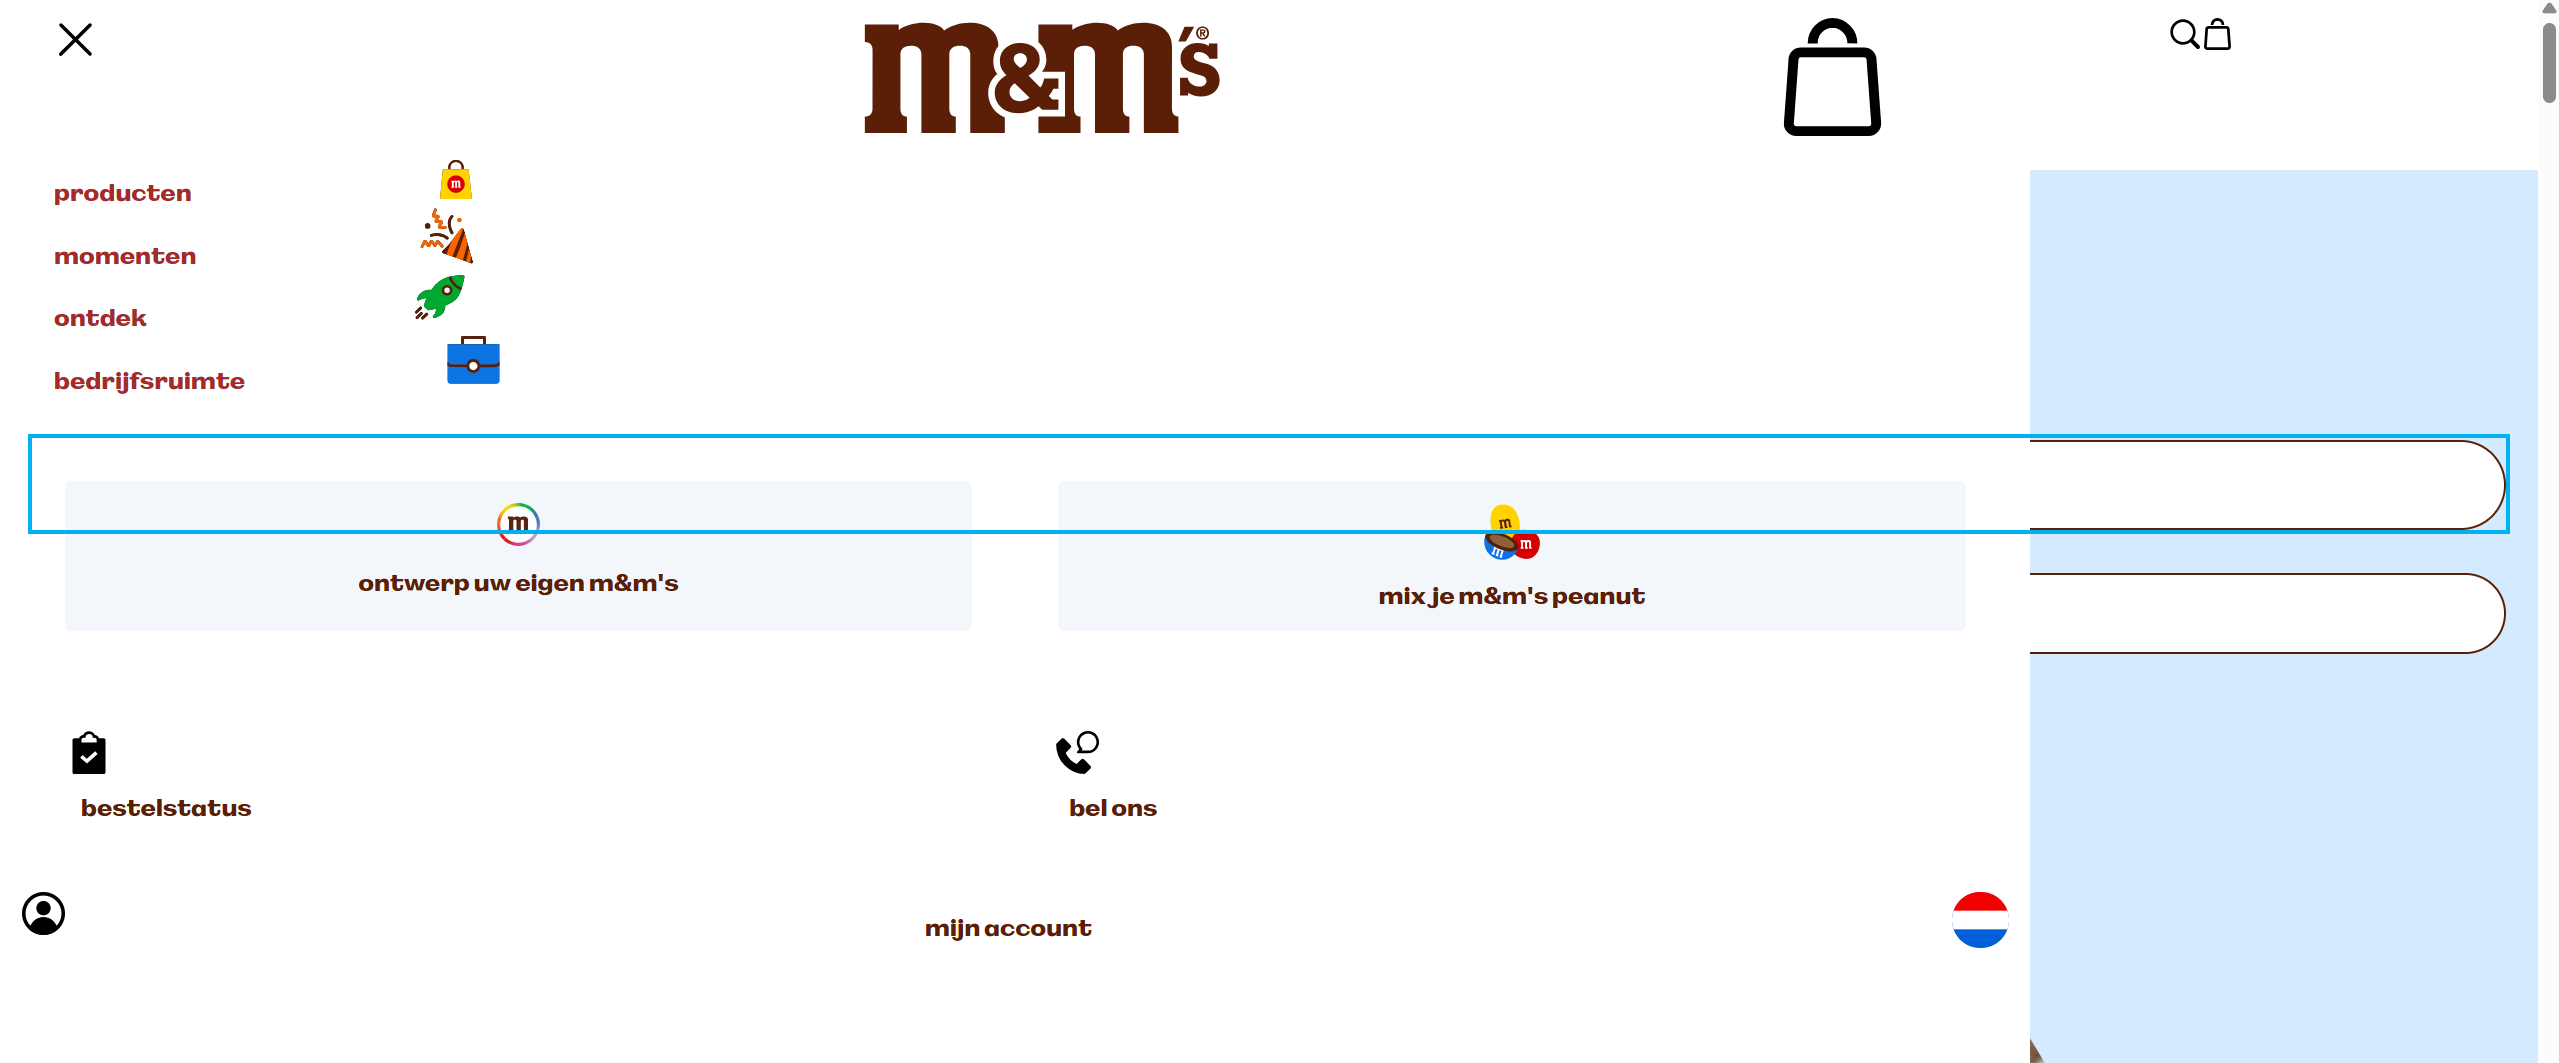 m&m's®
producten
momenten
ontdek
bedrijfsruimte
ontwerp uw eigen m&m's
mix je m&m's peanut
bestelstatus
bel ons
mijn account